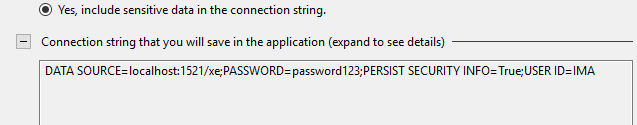 Yes, include sensitive data in the connection string.
Connection string that you will save in the application (expand to see details)
DATA SOURCE=localhost:1521/xe;PASSWORD=password123;PERSIST SECURITY INFO=True;USER ID=IMA